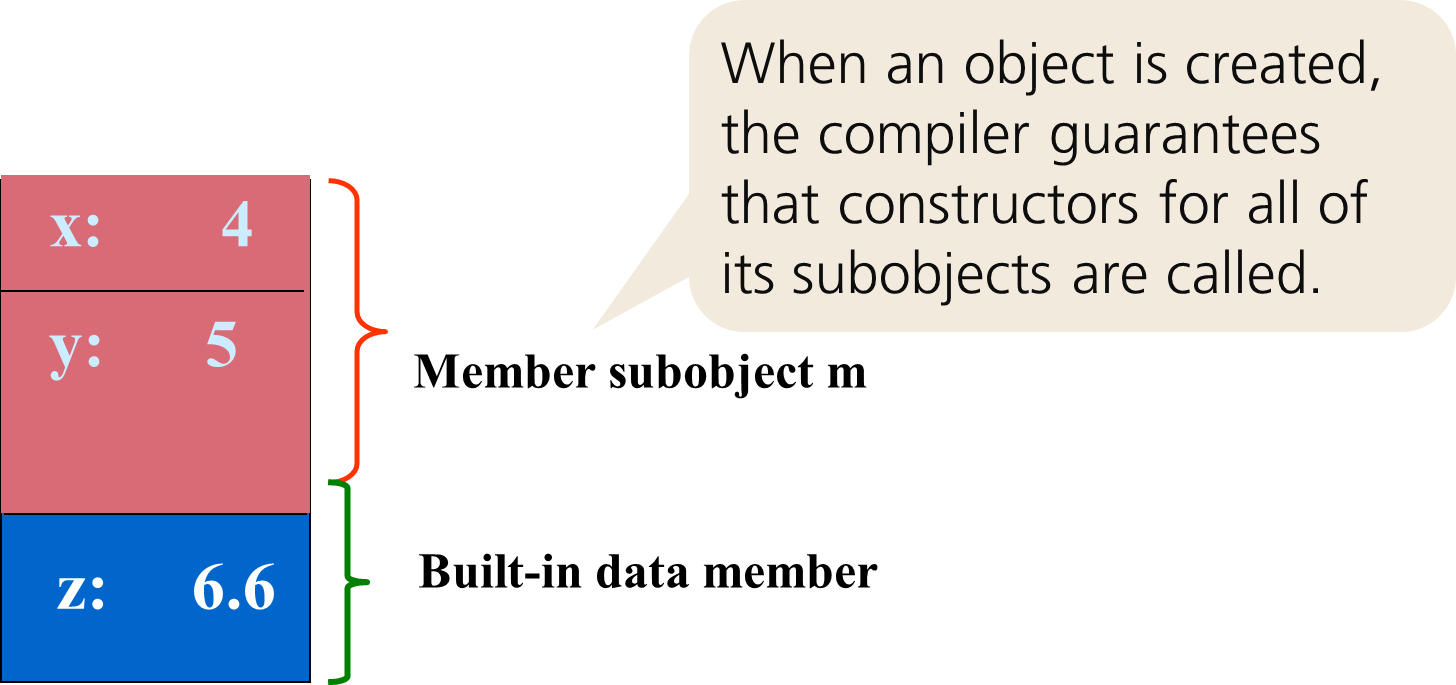 When an object is created,
the compiler guarantees
that constructors for all of
its subobjects are called.
x: 4
y: 5
Member subobject m
z: 6.6
Built-in data member